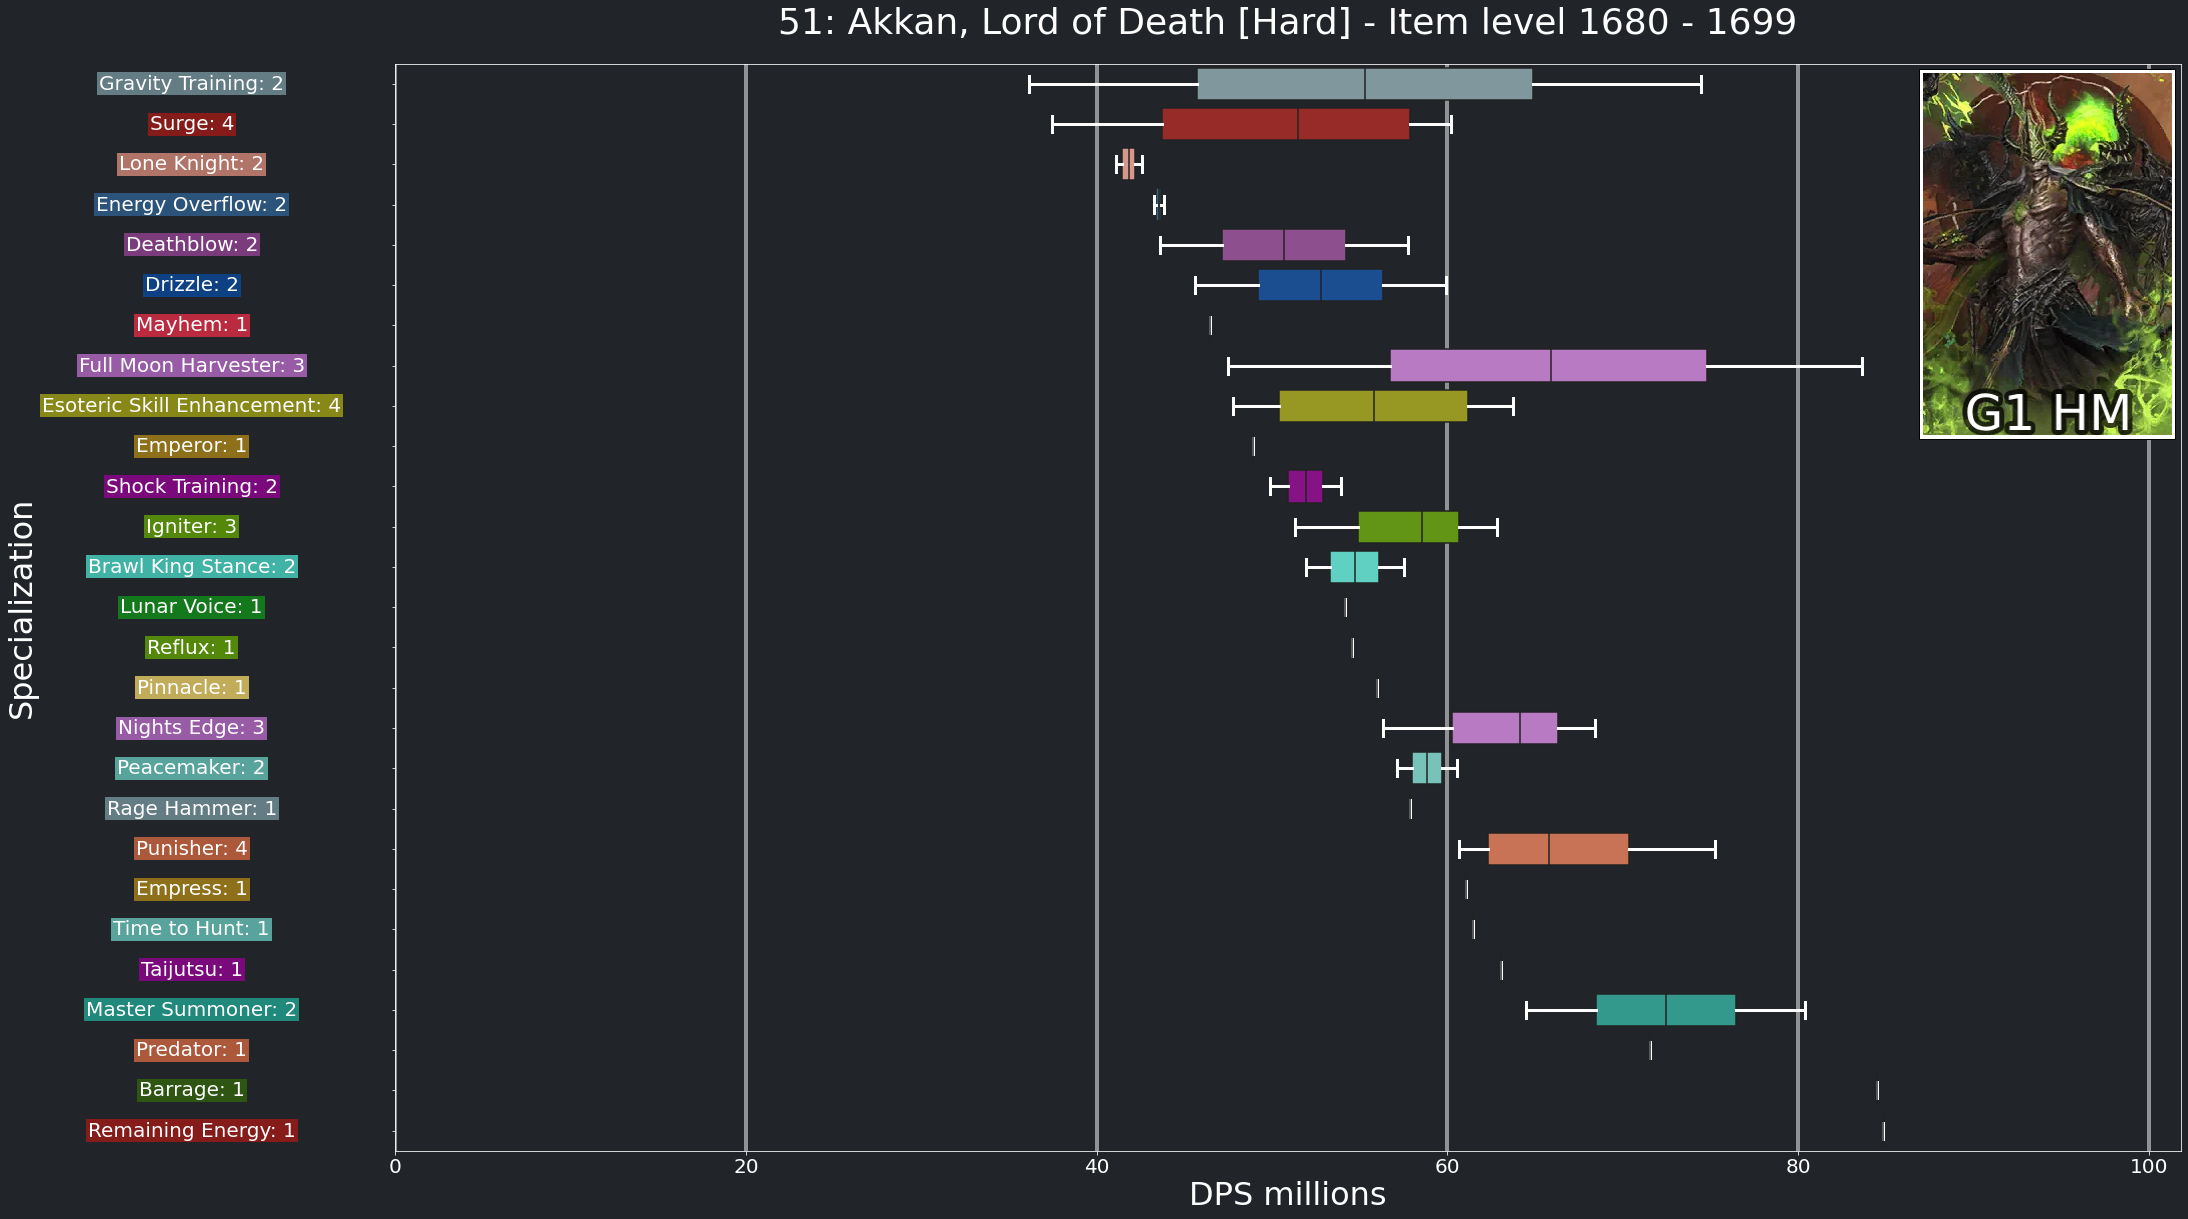 51: Akkan, Lord of Death [Hard] - Item level 1680 - 1699
Gravity Training: 2
Surge: 4
Lone Knight: 2
Energy Overflow: 2
Deathblow: 2
Drizzle: 2
Mayhem: 1
Full Moon Harvester: 3
Esoteric Skill Enhancement: 4
Emperor: 1
Shock Training: 2
Igniter: 3
Brawl King Stance: 2
Lunar Voice: 1
Reflux: 1
Pinnacle: 1
Nights Edge: 3
Peacemaker: 2
Rage Hammer: 1
Punisher: 4
Empress: 1
Time to Hunt: 1
Taijutsu: 1
Master Summoner: 2
Predator: 1
Barrage: 1
Remaining Energy: 1
Specialization
G1 HM
0 20 40 60 80 100
DPS millions